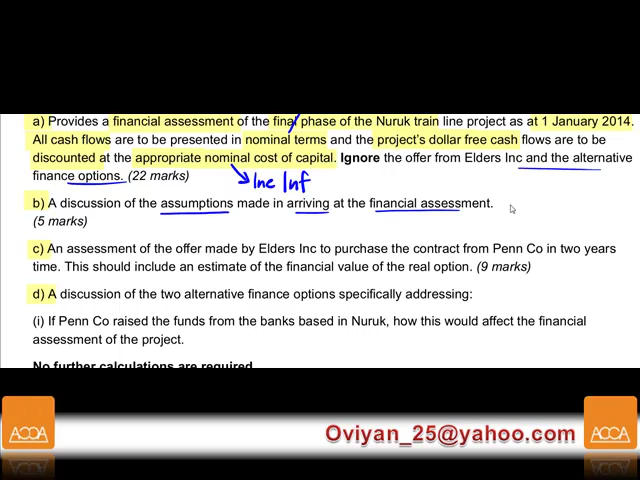 a) Provides a financial assessment of the final phase of the Nuruk train line project as at 1 January 2014.
All cash flows are to be presented in nominal terms and the project's dollar free cash flows are to be
discounted at the appropriate nominal cost of capital. Ignore the offer from Elders Inc and the alternative
finance options. (22 marks)
Inc Inf
b) A discussion of the assumptions made in arriving at the financial assessment.
(5 marks)
c) An assessment of the offer made by Elders Inc to purchase the contract from Penn Co in two years
time. This should include an estimate of the financial value of the real option. (9 marks)
d) A discussion of the two alternative finance options specifically addressing:
(i) If Penn Co raised the funds from the banks based in Nuruk, how this would affect the financial
assessment of the project.
No further calculations are required.
ACCA
Oviyan_25@yahoo.com
ACCA